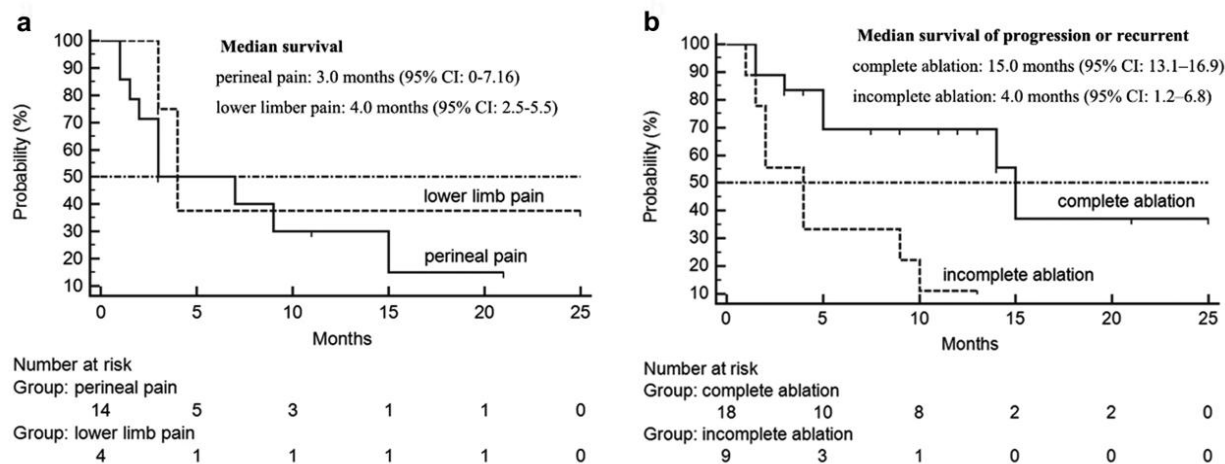 a
Median survival
perineal pain: 3.0 months (95% CI: 0-7.16)
lower limber pain: 4.0 months (95% CI: 2.5-5.5)
Probability (%)
100
90
80
70
60
50
40
30
20
10
lower limb pain
perineal pain
0 5 10 15 20 25
Months
Number at risk
Group: perineal pain
14 5 3 1 1 0
Group: lower limb pain
4 1 1 1 1 0
b
Median survival of progression or recurrent
complete ablation: 15.0 months (95% CI: 13.1–16.9)
incomplete ablation: 4.0 months (95% CI: 1.2–6.8)
Probability (%)
100
90
80
70
60
50
40
30
20
10
complete ablation
incomplete ablation
0 5 10 15 20 25
Months
Number at risk
Group: complete ablation
18 10 8 2 2 0
Group: incomplete ablation
9 3 1 0 0 0